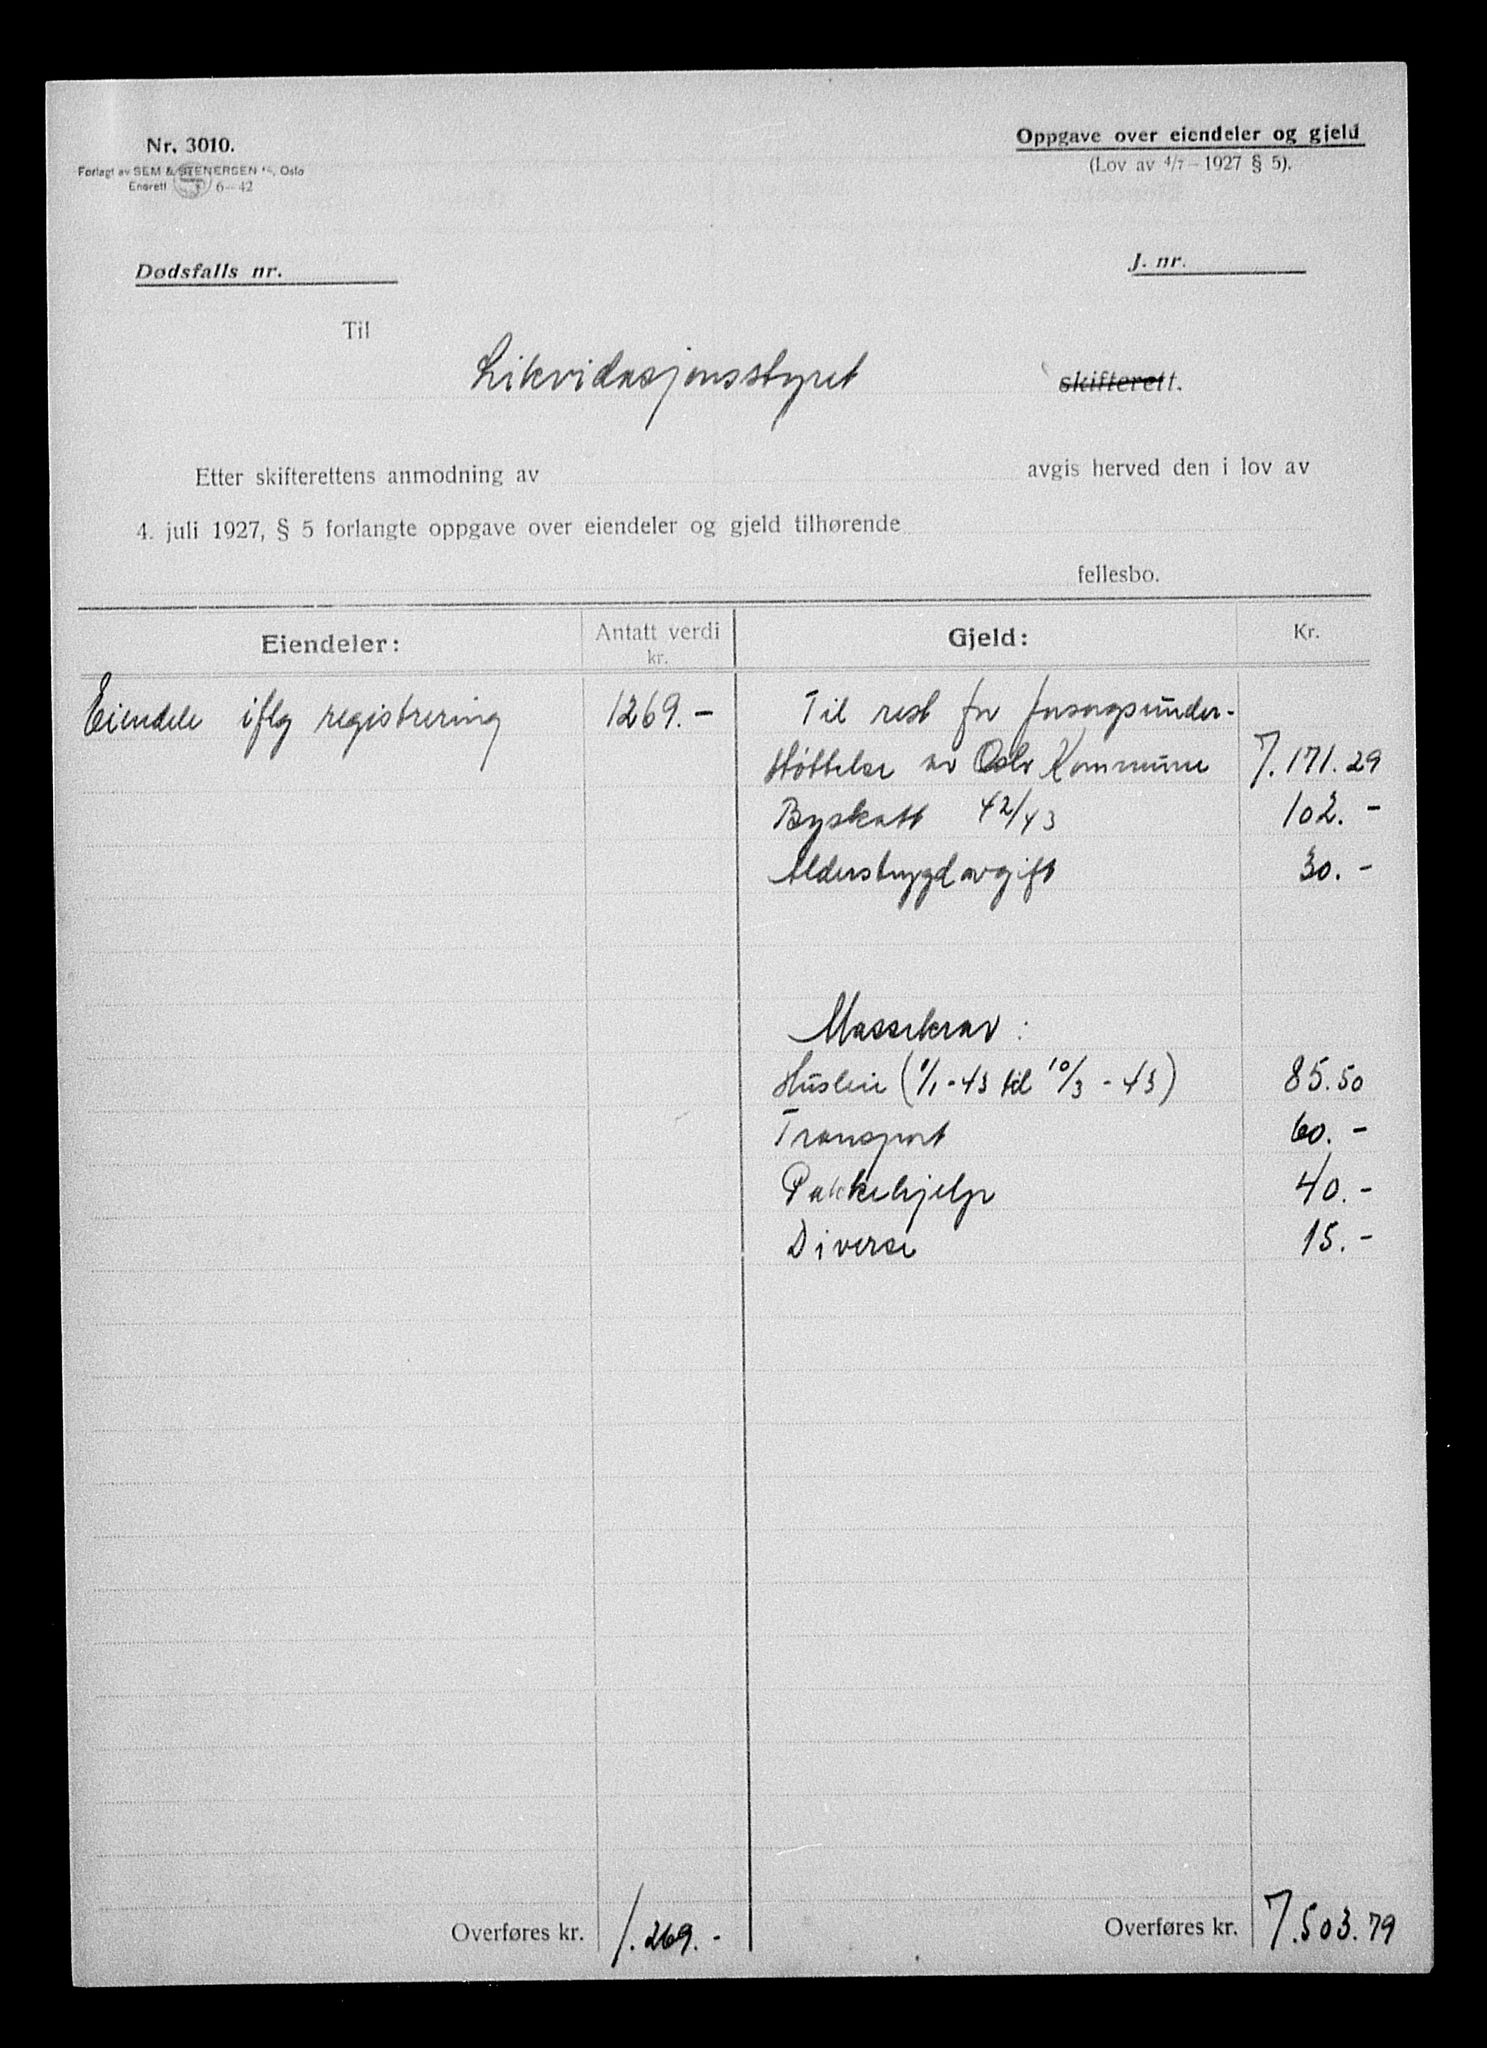 Nr. 3010.
Forlagt av SEM & STENERSEN A/S, Oslo
Enerett 6–42
Oppgave over eiendeler og gjeld
(Lov av 4/7 – 1927 § 5).
Dødsfalls nr.
J. nr.
Til
Likvidasjonsstyret skifterett.
Etter skifterettens anmodning av avgis herved den i lov av
4. juli 1927, § 5 forlangte oppgave over eiendeler og gjeld tilhørende
fellesbo.
Eiendeler: Antatt verdi kr. Gjeld: Kr.
Eiendele iflg registrering 1269.– Til rest for forsorgsunder-
støttelse av Oslo Kommune 7.171.29
Byskatt 42/43 102.–
Alderstrygdavgift 30.–
Massekrav:
Husleie (1/1-43 til 10/3-43) 85.50
Transport 60.–
Pakkehjelp 40.–
Diverse 15.–
Overføres kr. 1.269.– Overføres kr. 7.503.79